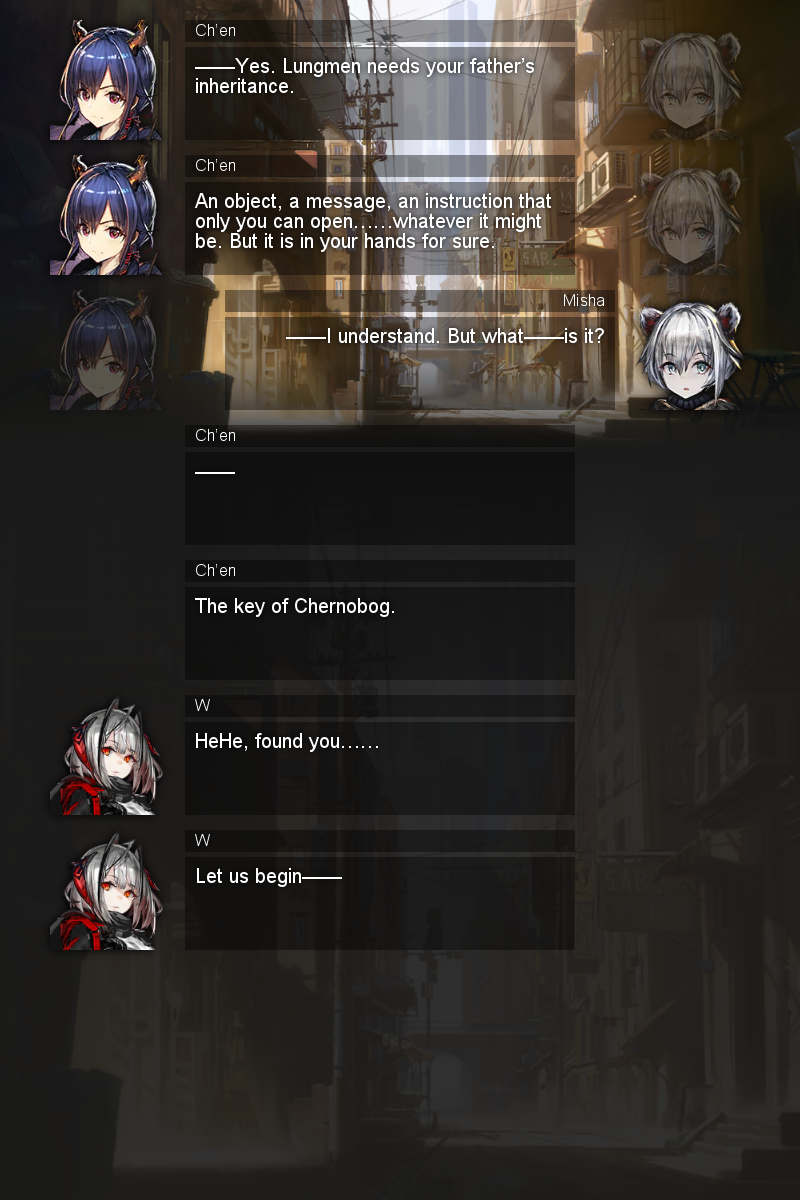 Ch'en
——Yes. Lungmen needs your father's
inheritance.
Ch'en
An object, a message, an instruction that
only you can open……whatever it might
be. But it is in your hands for sure.
Misha
——I understand. But what——is it?
Ch'en
——
Ch'en
The key of Chernobog.
W
HeHe, found you……
W
Let us begin——